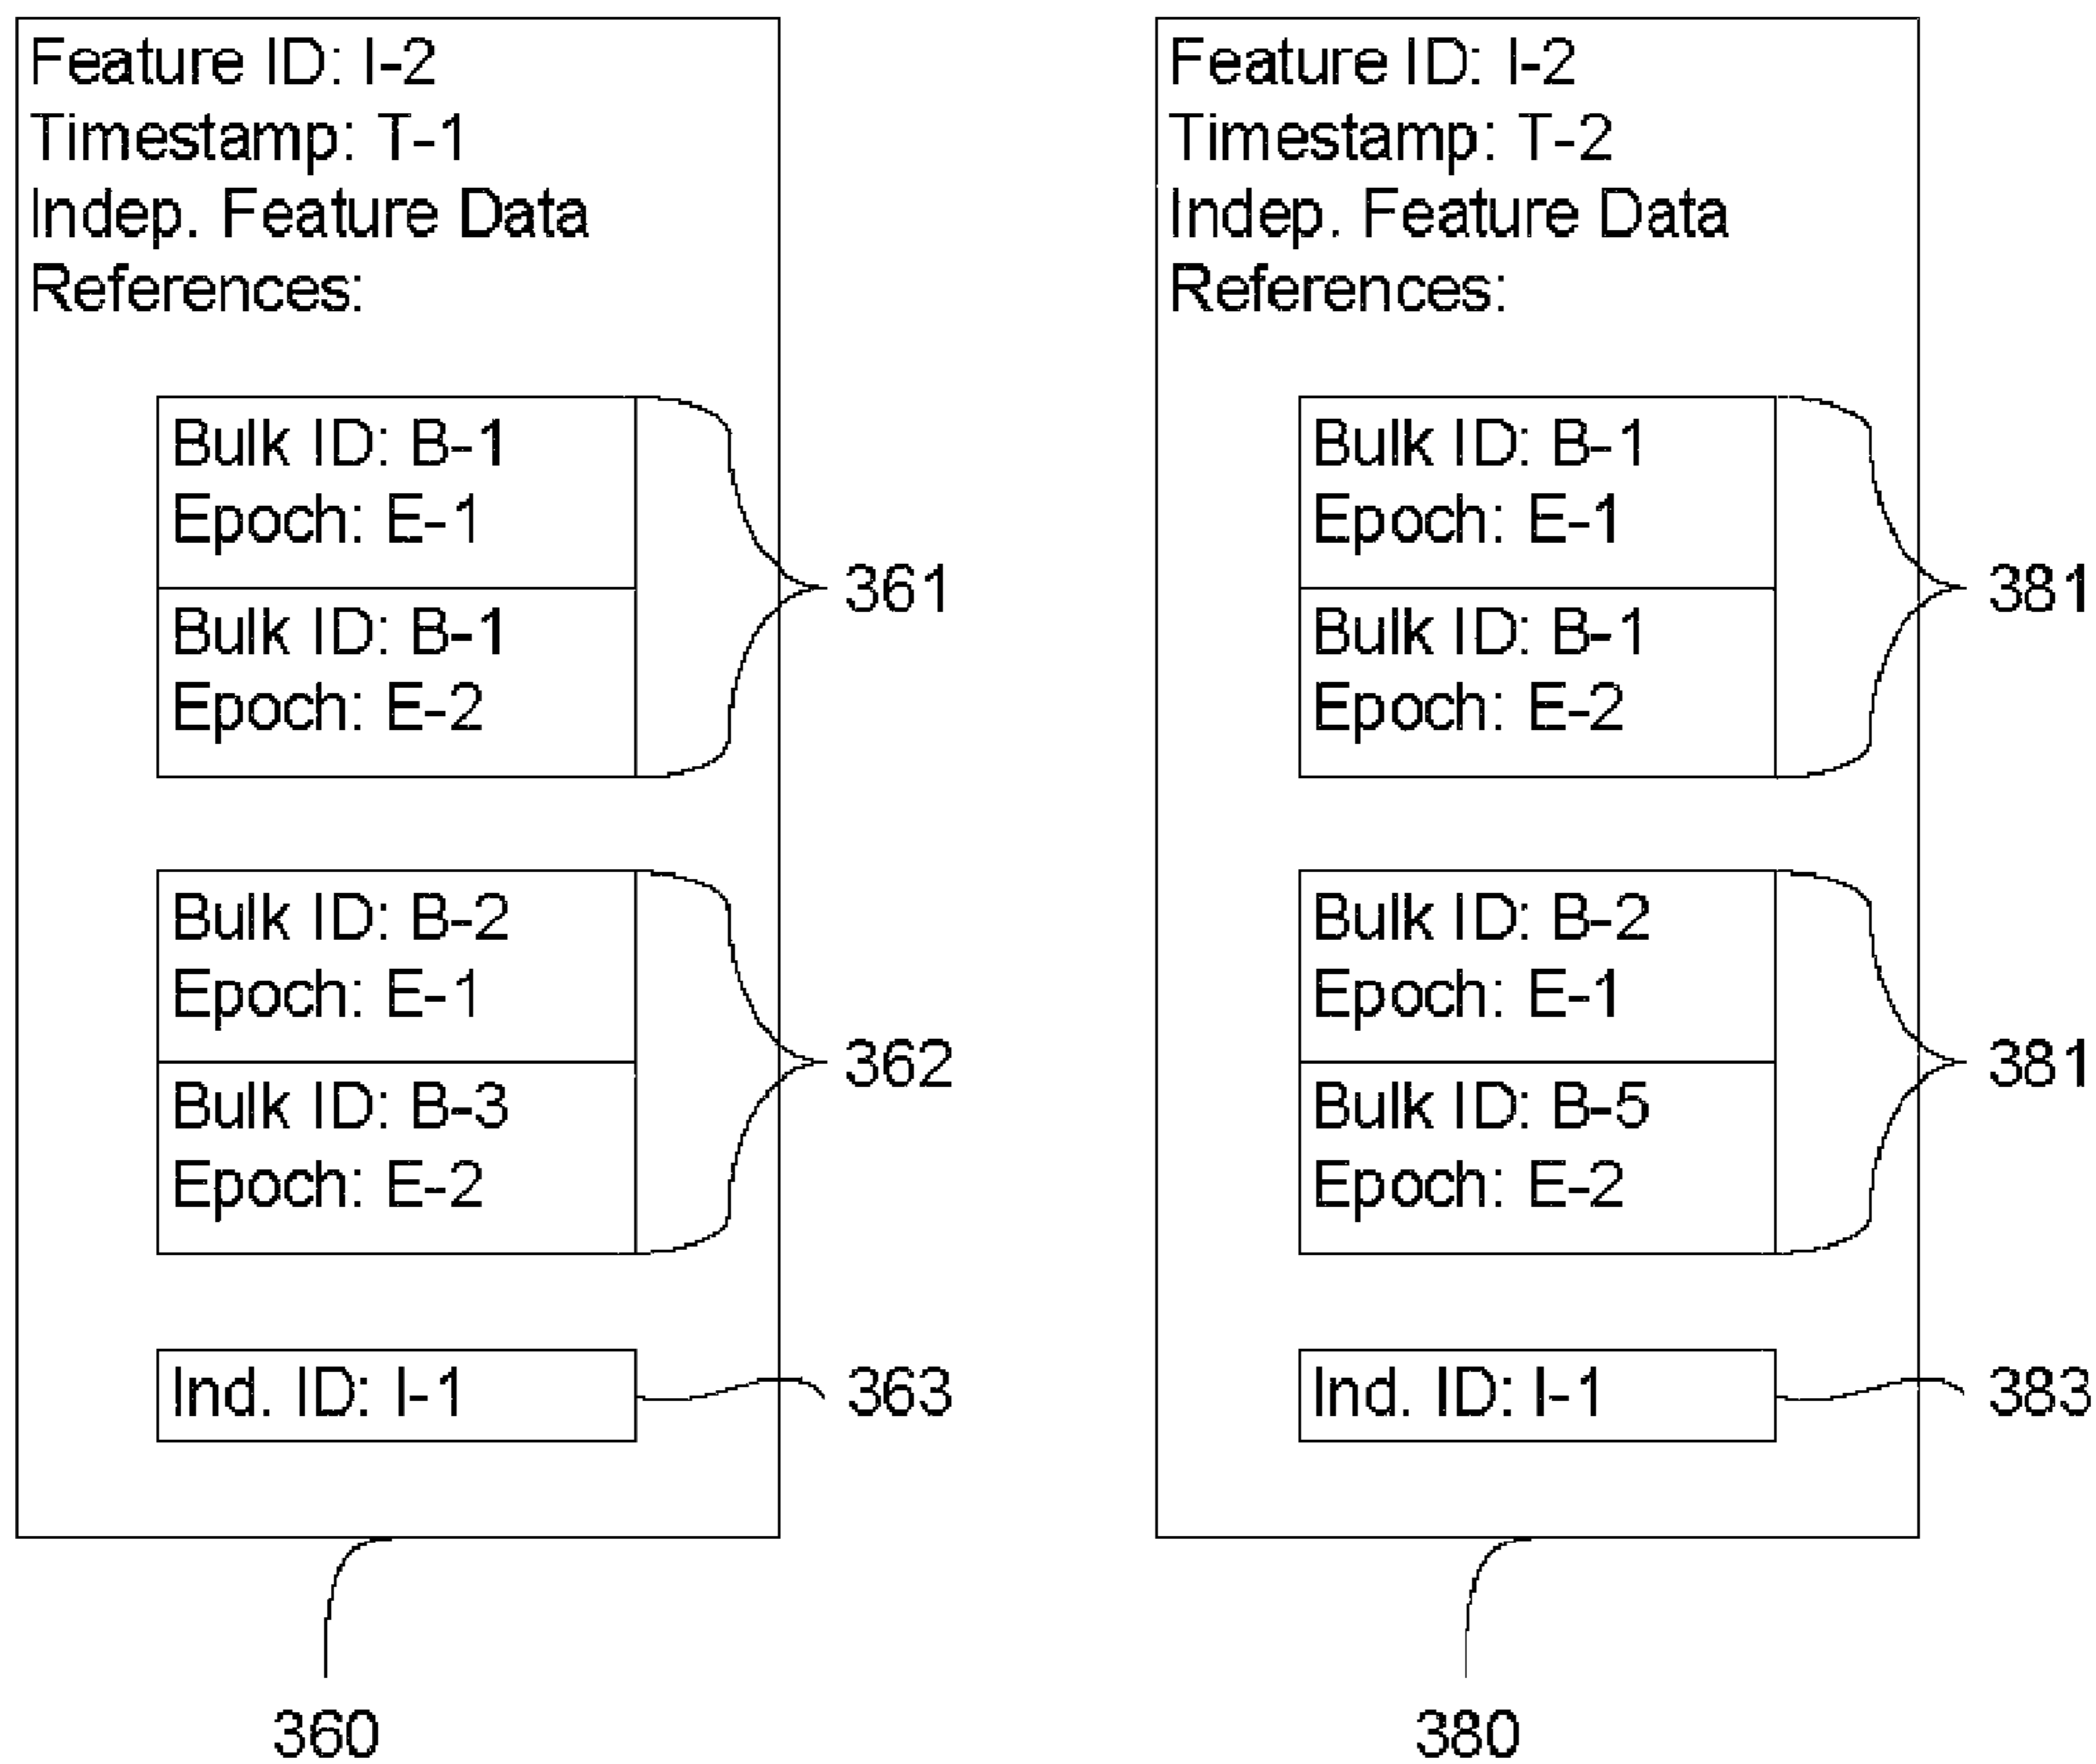 Feature ID: I-2
Timestamp: T-1
Indep. Feature Data
References:
Bulk ID: B-1
Epoch: E-1
Bulk ID: B-1
Epoch: E-2
361
Bulk ID: B-2
Epoch: E-1
Bulk ID: B-3
Epoch: E-2
362
Ind. ID: I-1
363
360
Feature ID: I-2
Timestamp: T-2
Indep. Feature Data
References:
Bulk ID: B-1
Epoch: E-1
Bulk ID: B-1
Epoch: E-2
381
Bulk ID: B-2
Epoch: E-1
Bulk ID: B-5
Epoch: E-2
381
Ind. ID: I-1
383
380